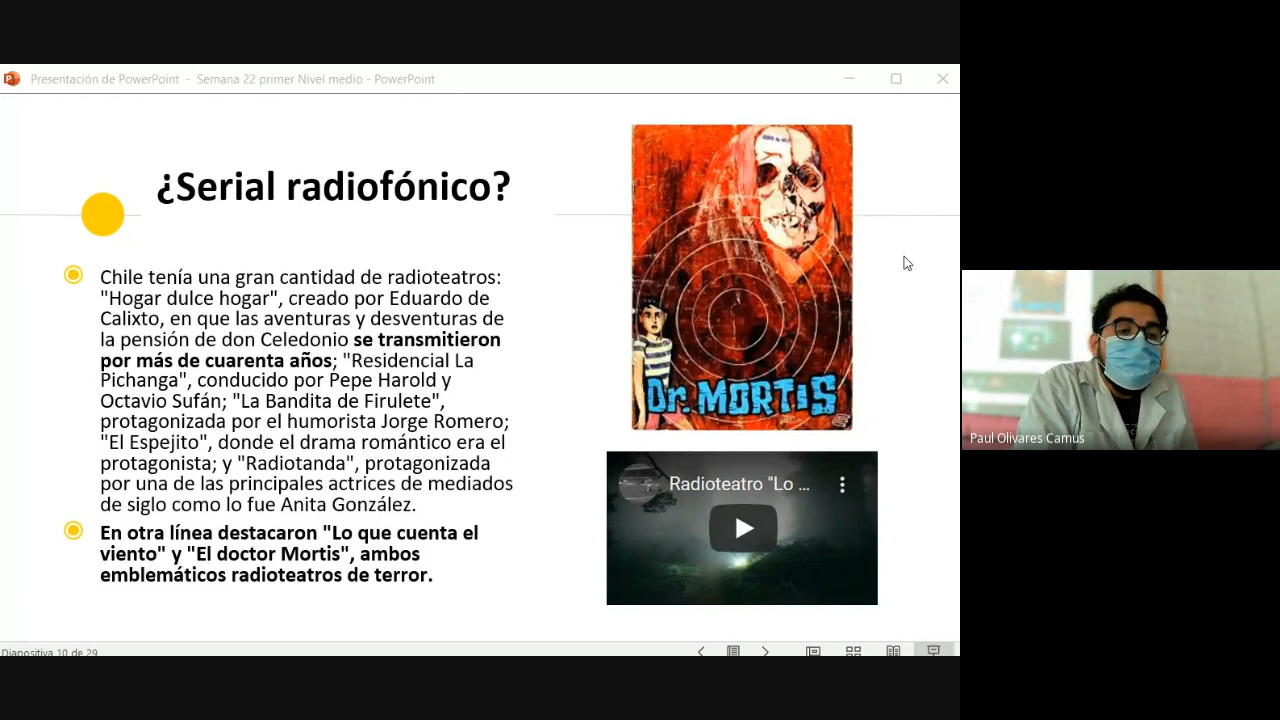 Presentación de PowerPoint - Semana 22 primer Nivel medio - PowerPoint
¿Serial radiofónico?
Chile tenía una gran cantidad de radioteatros:
"Hogar dulce hogar", creado por Eduardo de
Calixto, en que las aventuras y desventuras de
la pensión de don Celedonio se transmitieron
por más de cuarenta años; "Residencial La
Pichanga", conducido por Pepe Harold y
Octavio Sufán; "La Bandita de Firulete",
protagonizada por el humorista Jorge Romero;
"El Espejito", donde el drama romántico era el
protagonista; y "Radiotanda", protagonizada
por una de las principales actrices de mediados
de siglo como lo fue Anita González.
En otra línea destacaron "Lo que cuenta el
viento" y "El doctor Mortis", ambos
emblemáticos radioteatros de terror.
Dr. MORTIS
Radioteatro "Lo ...
Paul Olivares Camus
Diapositiva 10 de 29